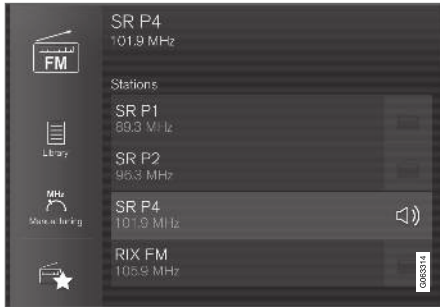 SR P4
101.9 MHz
FM
Stations
SR P1
89.3 MHz
Library
SR P2
96.3 MHz
MHz
Manual tuning
SR P4
101.9 MHz
RIX FM
105.9 MHz
G063314